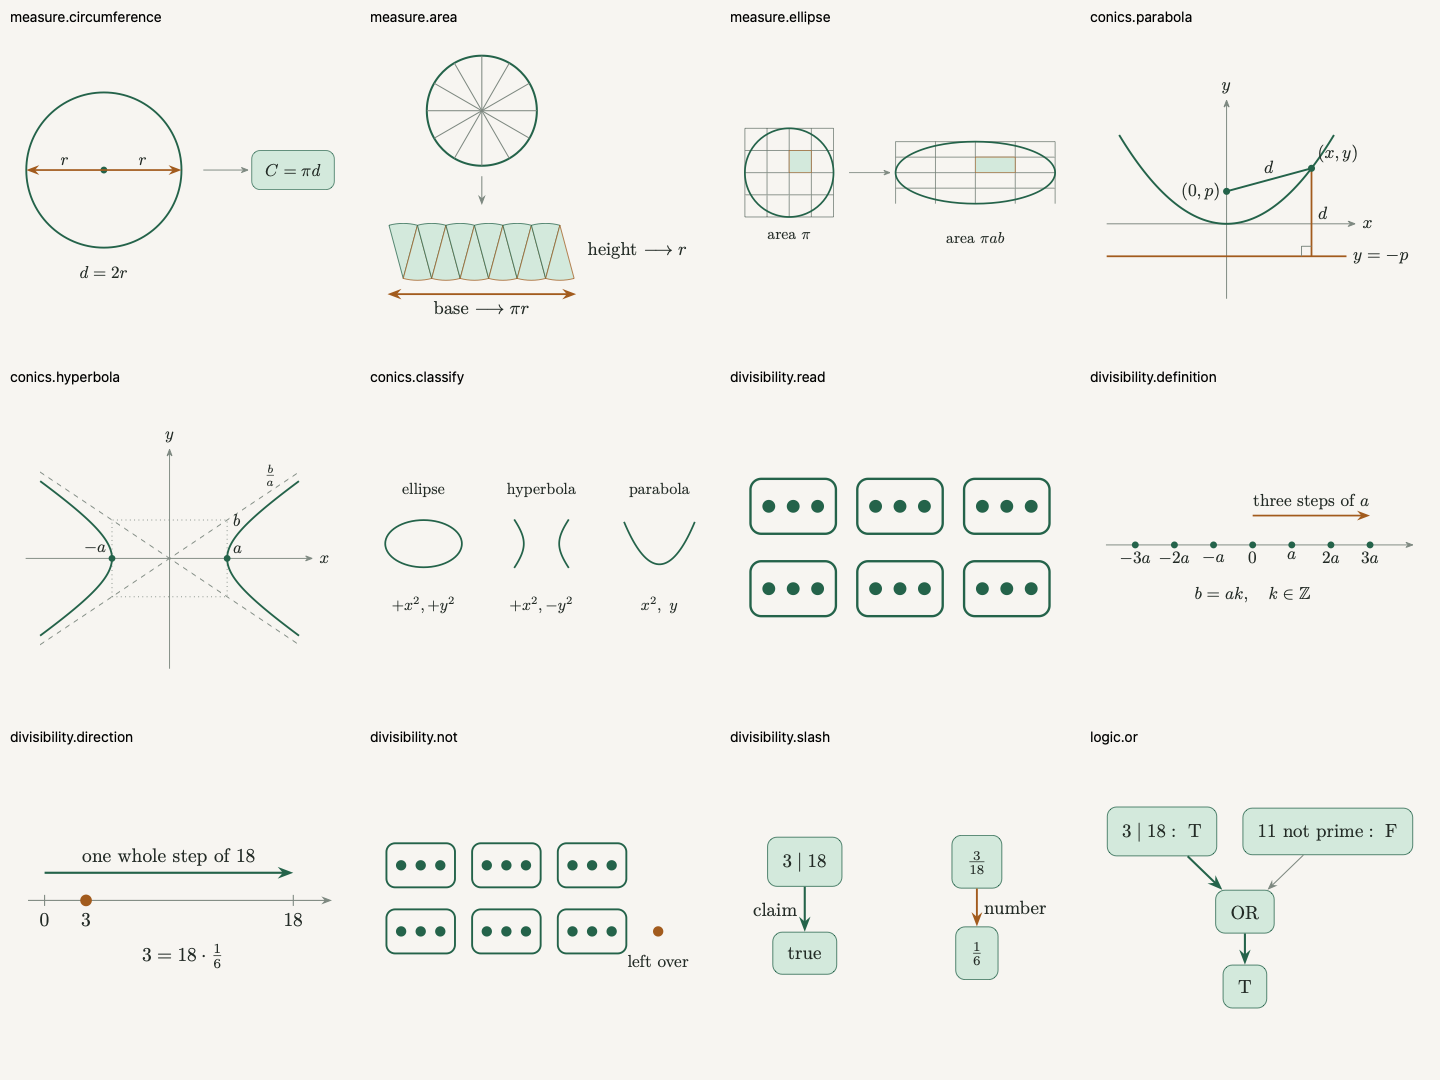 measure.circumference
r r
C = πd
d = 2r
measure.area
height ⟶ r
base ⟶ πr
measure.ellipse
area π
area πab
conics.parabola
y
(x, y)
d
(0, p)
d
x
y = −p
conics.hyperbola
y
b/a
b
−a
a
x
conics.classify
ellipse hyperbola parabola
+x², +y² +x², −y² x², y
divisibility.read
divisibility.definition
three steps of a
−3a −2a −a 0 a 2a 3a
b = ak, k ∈ ℤ
divisibility.direction
one whole step of 18
0 3 18
3 = 18 · 1/6
divisibility.not
left over
divisibility.slash
3 | 18
claim
true
3/18
number
1/6
logic.or
3 | 18 : T
11 not prime : F
OR
T